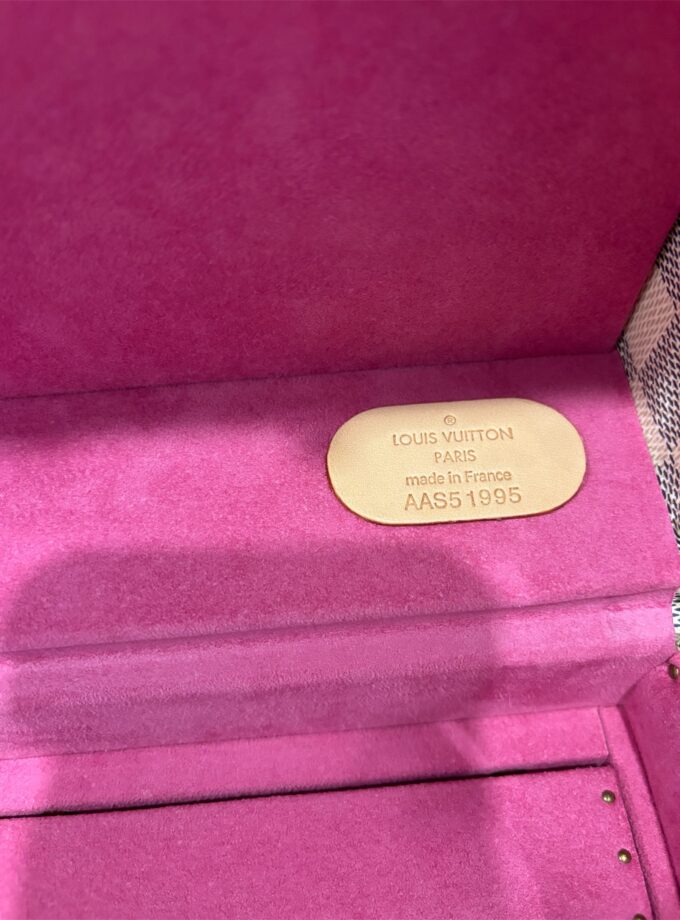 ®
LOUIS VUITTON
PARIS
made in France
AAS51995